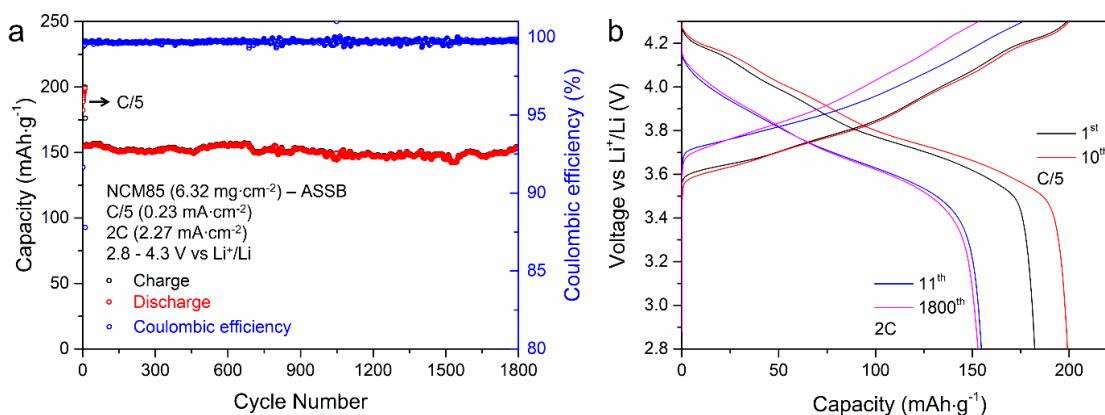 a
250
200
150
100
50
0
Capacity (mAh·g⁻¹)
C/5
NCM85 (6.32 mg·cm⁻²) – ASSB
C/5 (0.23 mA·cm⁻²)
2C (2.27 mA·cm⁻²)
2.8 - 4.3 V vs Li⁺/Li
Charge
Discharge
Coulombic efficiency
0 300 600 900 1200 1500 1800
Cycle Number
100
95
90
85
80
Coulombic efficiency (%)
b
4.2
4.0
3.8
3.6
3.4
3.2
3.0
2.8
Voltage vs Li⁺/Li (V)
1ˢᵗ
10ᵗʰ
C/5
11ᵗʰ
1800ᵗʰ
2C
0 50 100 150 200
Capacity (mAh·g⁻¹)